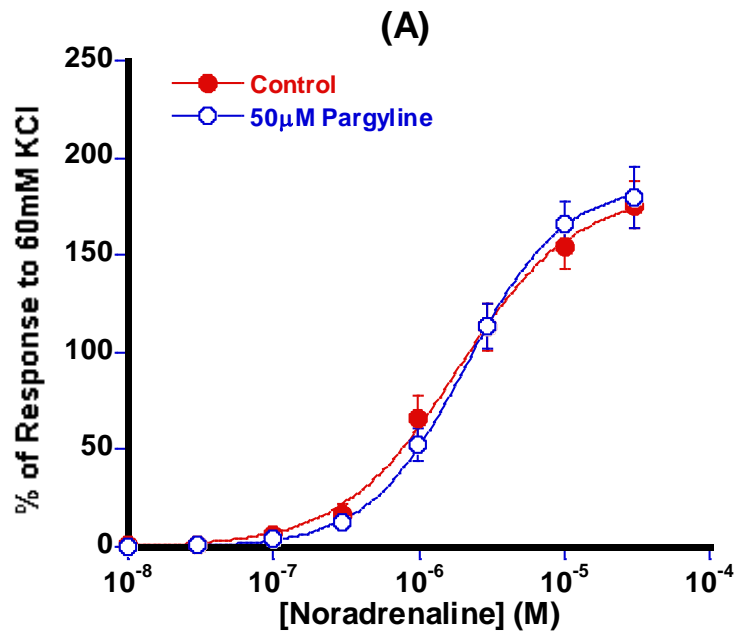 (A)
250
Control
50μM Pargyline
200
150
100
50
0
% of Response to 60mM KCl
10-8
10-7
10-6
10-5
10-4
[Noradrenaline] (M)